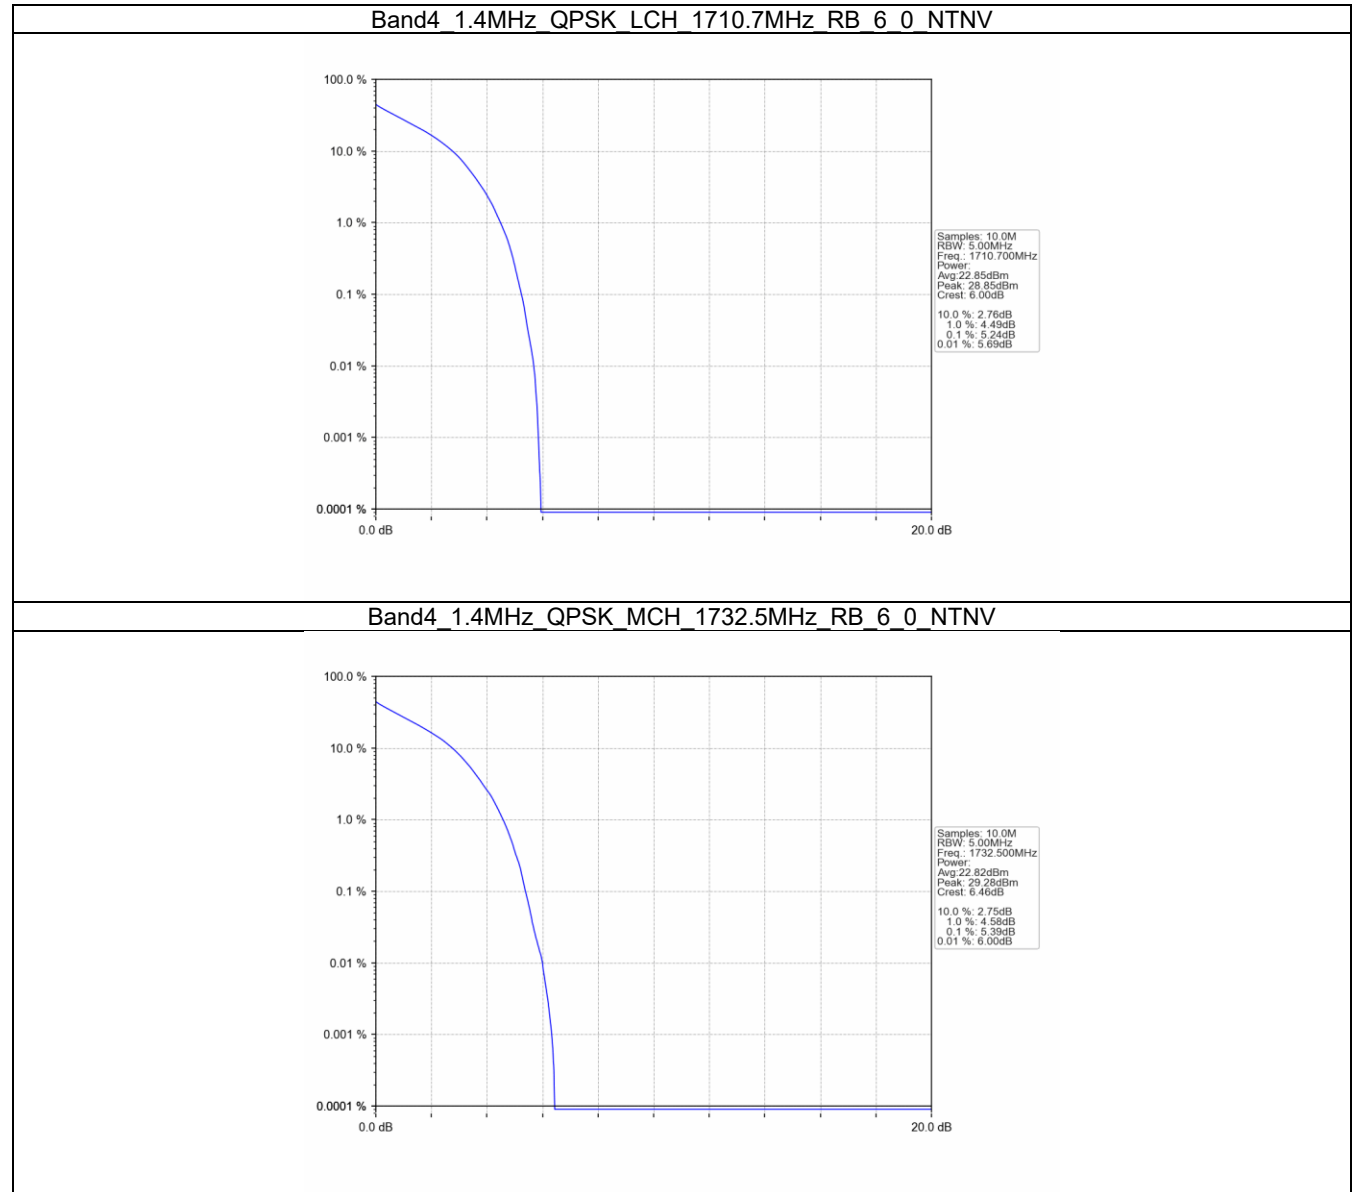 Band4_1.4MHz_QPSK_LCH_1710.7MHz_RB_6_0_NTNV
100.0 %
10.0 %
1.0 %
0.1 %
0.01 %
0.001 %
0.0001 %
0.0 dB
20.0 dB
Samples: 10.0M
RBW: 5.00MHz
Freq.: 1710.700MHz
Power:
Avg:22.85dBm
Peak: 28.85dBm
Crest: 6.00dB
10.0 %: 2.76dB
1.0 %: 4.49dB
0.1 %: 5.24dB
0.01 %: 5.69dB
Band4_1.4MHz_QPSK_MCH_1732.5MHz_RB_6_0_NTNV
100.0 %
10.0 %
1.0 %
0.1 %
0.01 %
0.001 %
0.0001 %
0.0 dB
20.0 dB
Samples: 10.0M
RBW: 5.00MHz
Freq.: 1732.500MHz
Power:
Avg:22.82dBm
Peak: 29.28dBm
Crest: 6.46dB
10.0 %: 2.75dB
1.0 %: 4.58dB
0.1 %: 5.39dB
0.01 %: 6.00dB